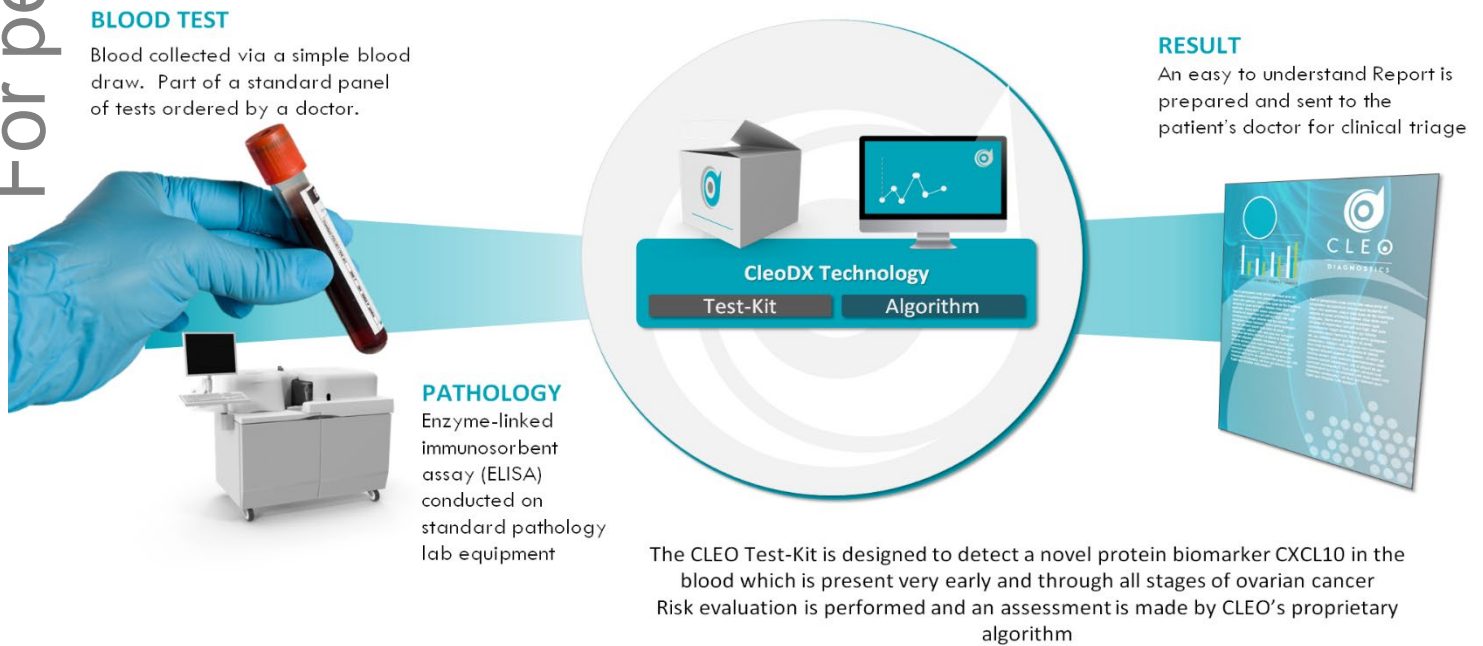 For pe
BLOOD TEST
Blood collected via a simple blood
draw. Part of a standard panel
of tests ordered by a doctor.
PATHOLOGY
Enzyme-linked
immunosorbent
assay (ELISA)
conducted on
standard pathology
lab equipment
CleoDX Technology
Test-Kit
Algorithm
RESULT
An easy to understand Report is
prepared and sent to the
patient's doctor for clinical triage
CLEO
DIAGNOSTICS
The CLEO Test-Kit is designed to detect a novel protein biomarker CXCL10 in the
blood which is present very early and through all stages of ovarian cancer
Risk evaluation is performed and an assessment is made by CLEO's proprietary
algorithm